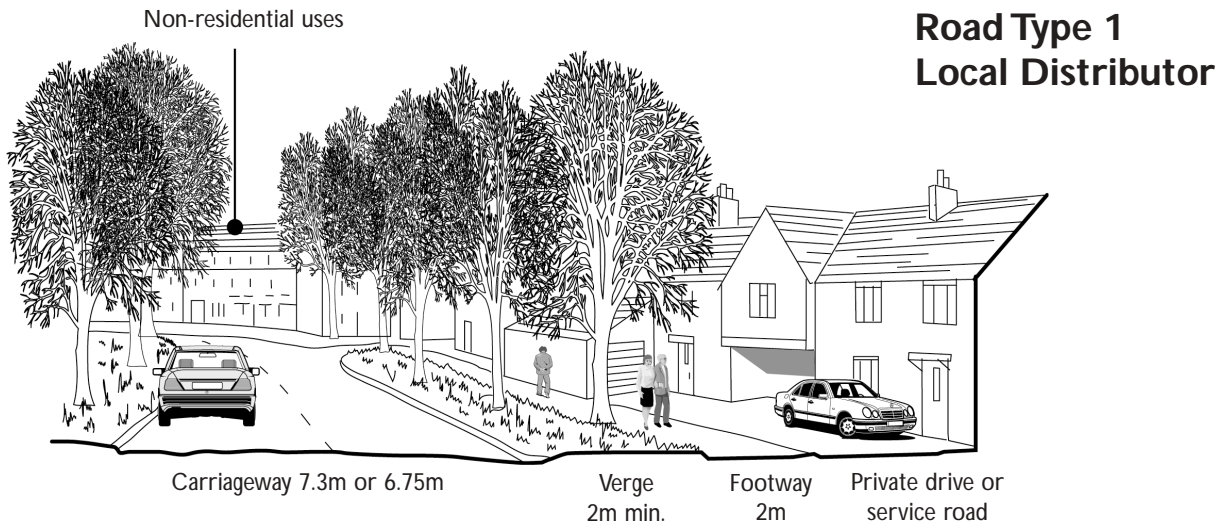 Non-residential uses
Road Type 1
Local Distributor
Carriageway 7.3m or 6.75m
Verge
2m min.
Footway
2m
Private drive or
service road